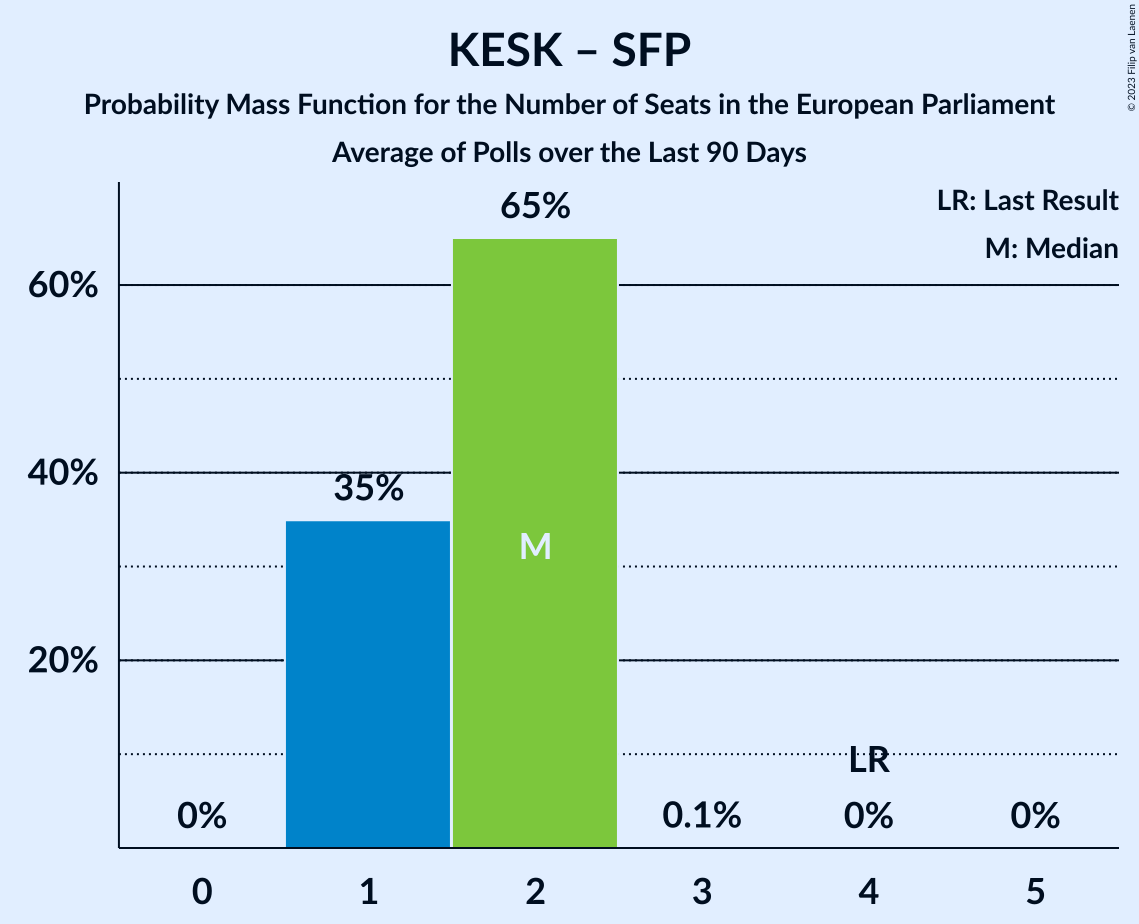 KESK – SFP
Probability Mass Function for the Number of Seats in the European Parliament
Average of Polls over the Last 90 Days
© 2023 Filip van Laenen
LR: Last Result
M: Median
65%
60%
40%
35%
M
20%
LR
0%
0.1%
0%
0%
0
1
2
3
4
5